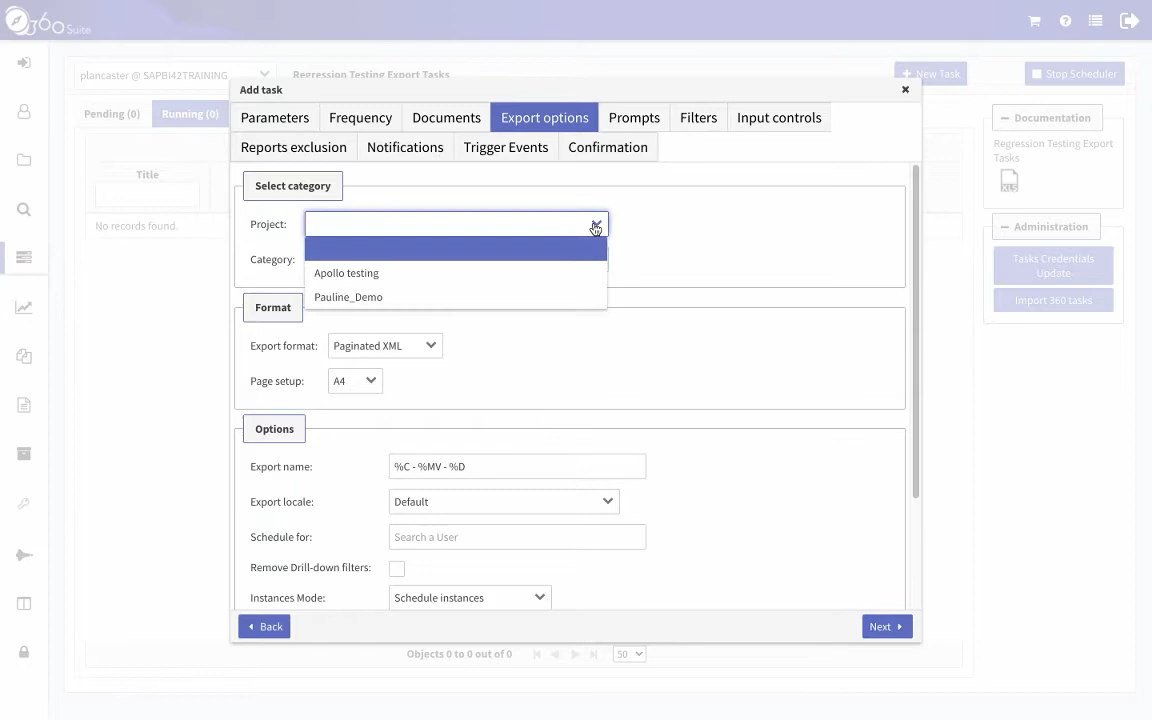 360Suite
plancaster @ SAPBI42TRAINING
Regression Testing Export Tasks
+ New Task
Stop Scheduler
Pending (0)
Running (0)
Title
No records found.
Add task
Parameters
Frequency
Documents
Export options
Prompts
Filters
Input controls
Reports exclusion
Notifications
Trigger Events
Confirmation
Select category
Project:
Apollo testing
Pauline_Demo
Category:
Format
Export format:
Paginated XML
Page setup:
A4
Options
Export name:
%C - %MV - %D
Export locale:
Default
Schedule for:
Search a User
Remove Drill-down filters:
Instances Mode:
Schedule instances
Back
Next
Objects 0 to 0 out of 0
50
Documentation
Regression Testing Export
Tasks
XLS
Administration
Tasks Credentials
Update
Import 360 tasks